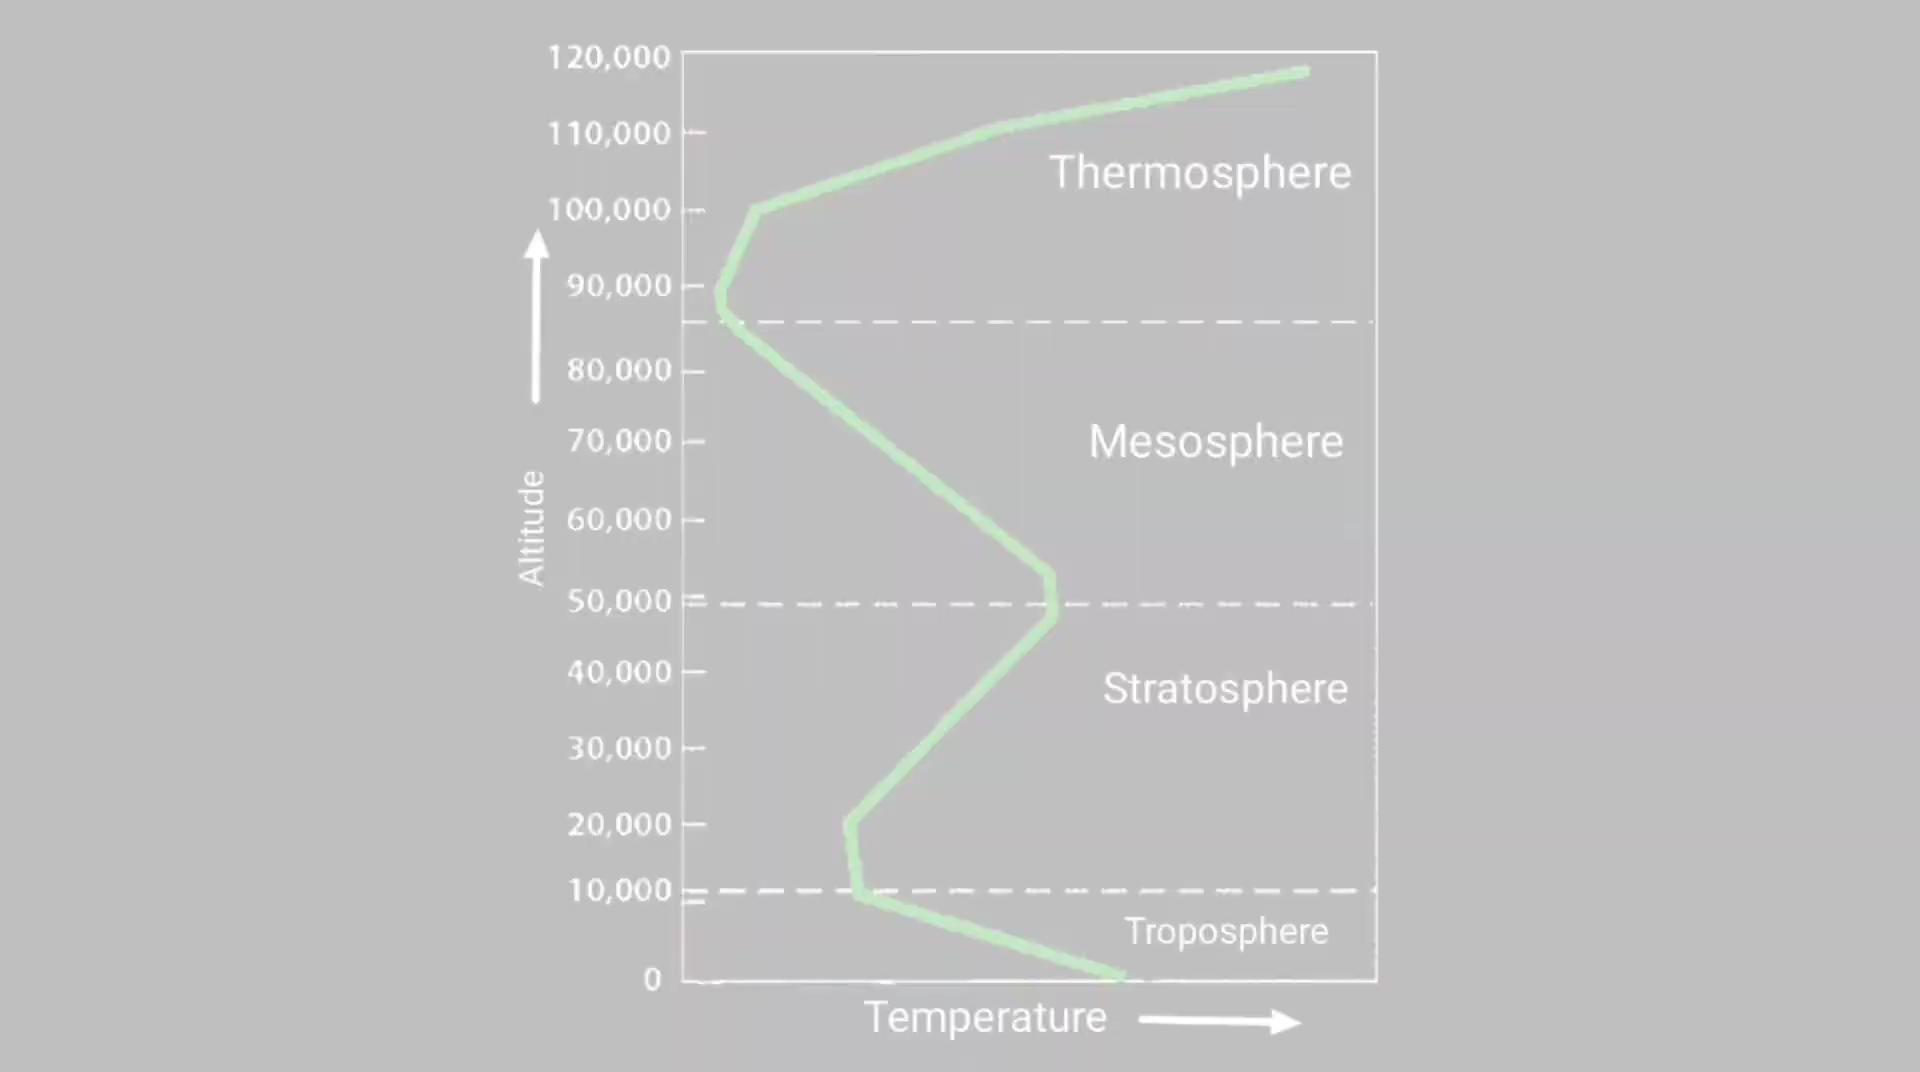 120,000
110,000
Thermosphere
100,000
90,000
80,000
Mesosphere
70,000
60,000
Altitude
50,000
40,000
Stratosphere
30,000
20,000
10,000
Troposphere
0
Temperature